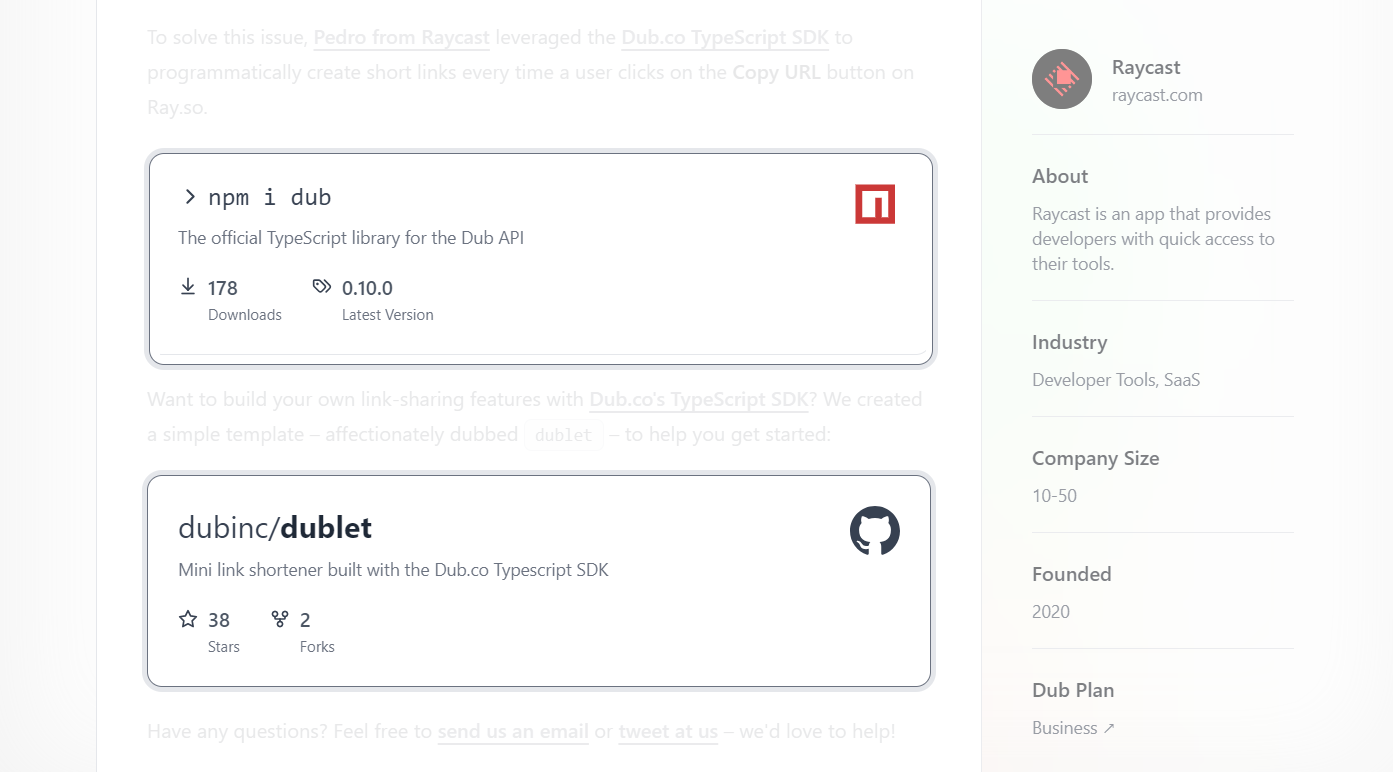 To solve this issue, Pedro from Raycast leveraged the Dub.co TypeScript SDK to
programmatically create short links every time a user clicks on the Copy URL button on
Ray.so.
npm i dub
The official TypeScript library for the Dub API
178
Downloads
0.10.0
Latest Version
Want to build your own link-sharing features with Dub.co's TypeScript SDK? We created
a simple template – affectionately dubbed dublet – to help you get started:
dubinc/dublet
Mini link shortener built with the Dub.co Typescript SDK
38
Stars
2
Forks
Have any questions? Feel free to send us an email or tweet at us – we'd love to help!
Raycast
raycast.com
About
Raycast is an app that provides
developers with quick access to
their tools.
Industry
Developer Tools, SaaS
Company Size
10-50
Founded
2020
Dub Plan
Business ↗